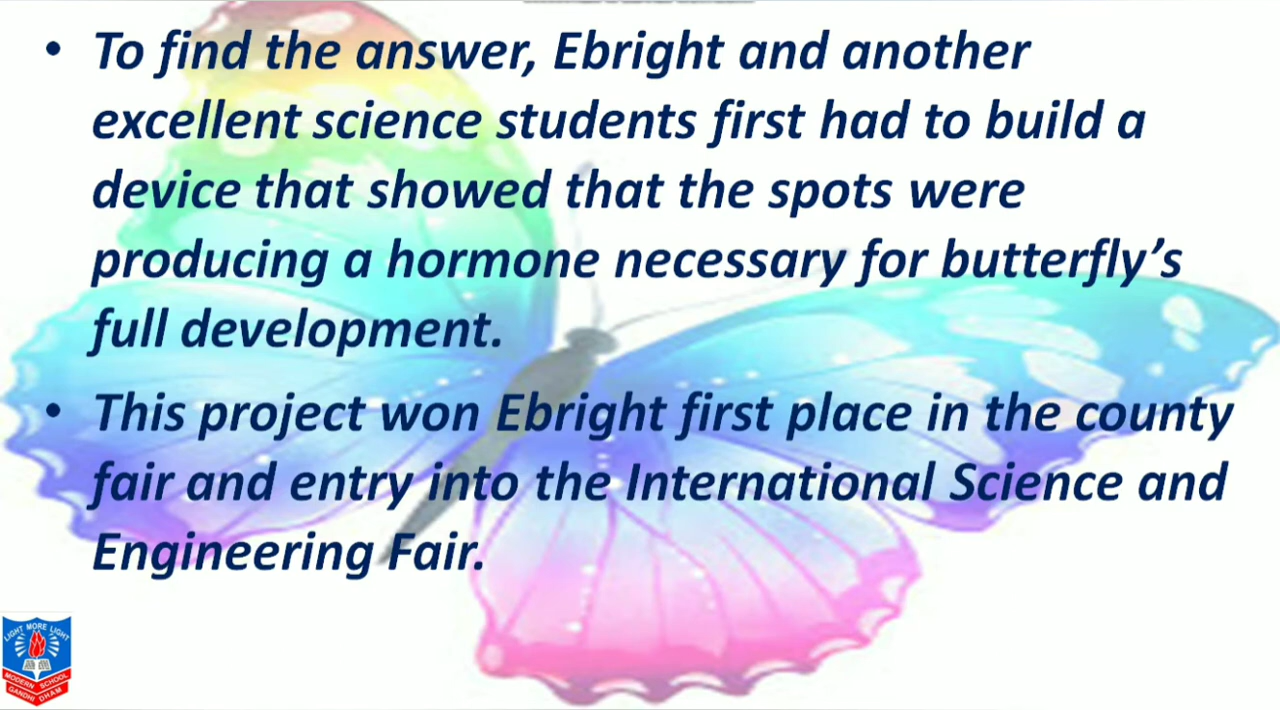 • To find the answer, Ebright and another
excellent science students first had to build a
device that showed that the spots were
producing a hormone necessary for butterfly’s
full development.
• This project won Ebright first place in the county
fair and entry into the International Science and
Engineering Fair.
LIGHT MORE LIGHT
MODERN SCHOOL
GANDHI DHAM